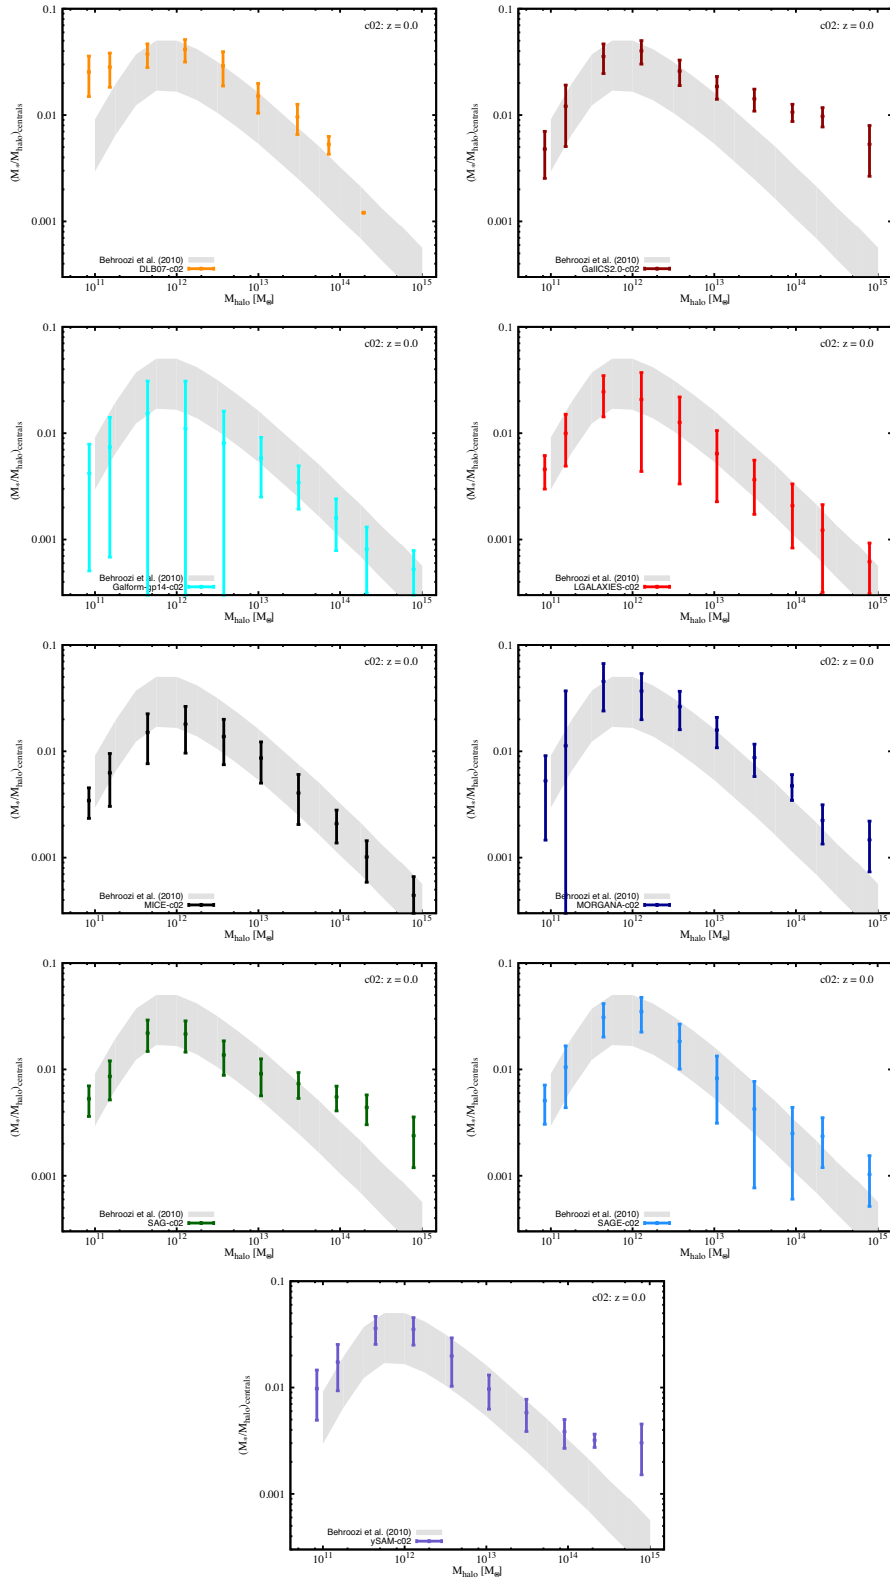 0.1
c02: z = 0.0
0.01
0.001
(M*/Mhalo)centrals
Behroozi et al. (2010)
DLB07-c02
10^11 10^12 10^13 10^14 10^15
Mhalo [M⊙]
0.1
c02: z = 0.0
0.01
0.001
(M*/Mhalo)centrals
Behroozi et al. (2010)
GalICS2.0-c02
10^11 10^12 10^13 10^14 10^15
Mhalo [M⊙]
0.1
c02: z = 0.0
0.01
0.001
(M*/Mhalo)centrals
Behroozi et al. (2010)
Galform-gp14-c02
10^11 10^12 10^13 10^14 10^15
Mhalo [M⊙]
0.1
c02: z = 0.0
0.01
0.001
(M*/Mhalo)centrals
Behroozi et al. (2010)
LGALAXIES-c02
10^11 10^12 10^13 10^14 10^15
Mhalo [M⊙]
0.1
c02: z = 0.0
0.01
0.001
(M*/Mhalo)centrals
Behroozi et al. (2010)
MICE-c02
10^11 10^12 10^13 10^14 10^15
Mhalo [M⊙]
0.1
c02: z = 0.0
0.01
0.001
(M*/Mhalo)centrals
Behroozi et al. (2010)
MORGANA-c02
10^11 10^12 10^13 10^14 10^15
Mhalo [M⊙]
0.1
c02: z = 0.0
0.01
0.001
(M*/Mhalo)centrals
Behroozi et al. (2010)
SAG-c02
10^11 10^12 10^13 10^14 10^15
Mhalo [M⊙]
0.1
c02: z = 0.0
0.01
0.001
(M*/Mhalo)centrals
Behroozi et al. (2010)
SAGE-c02
10^11 10^12 10^13 10^14 10^15
Mhalo [M⊙]
0.1
c02: z = 0.0
0.01
0.001
(M*/Mhalo)centrals
Behroozi et al. (2010)
ySAM-c02
10^11 10^12 10^13 10^14 10^15
Mhalo [M⊙]